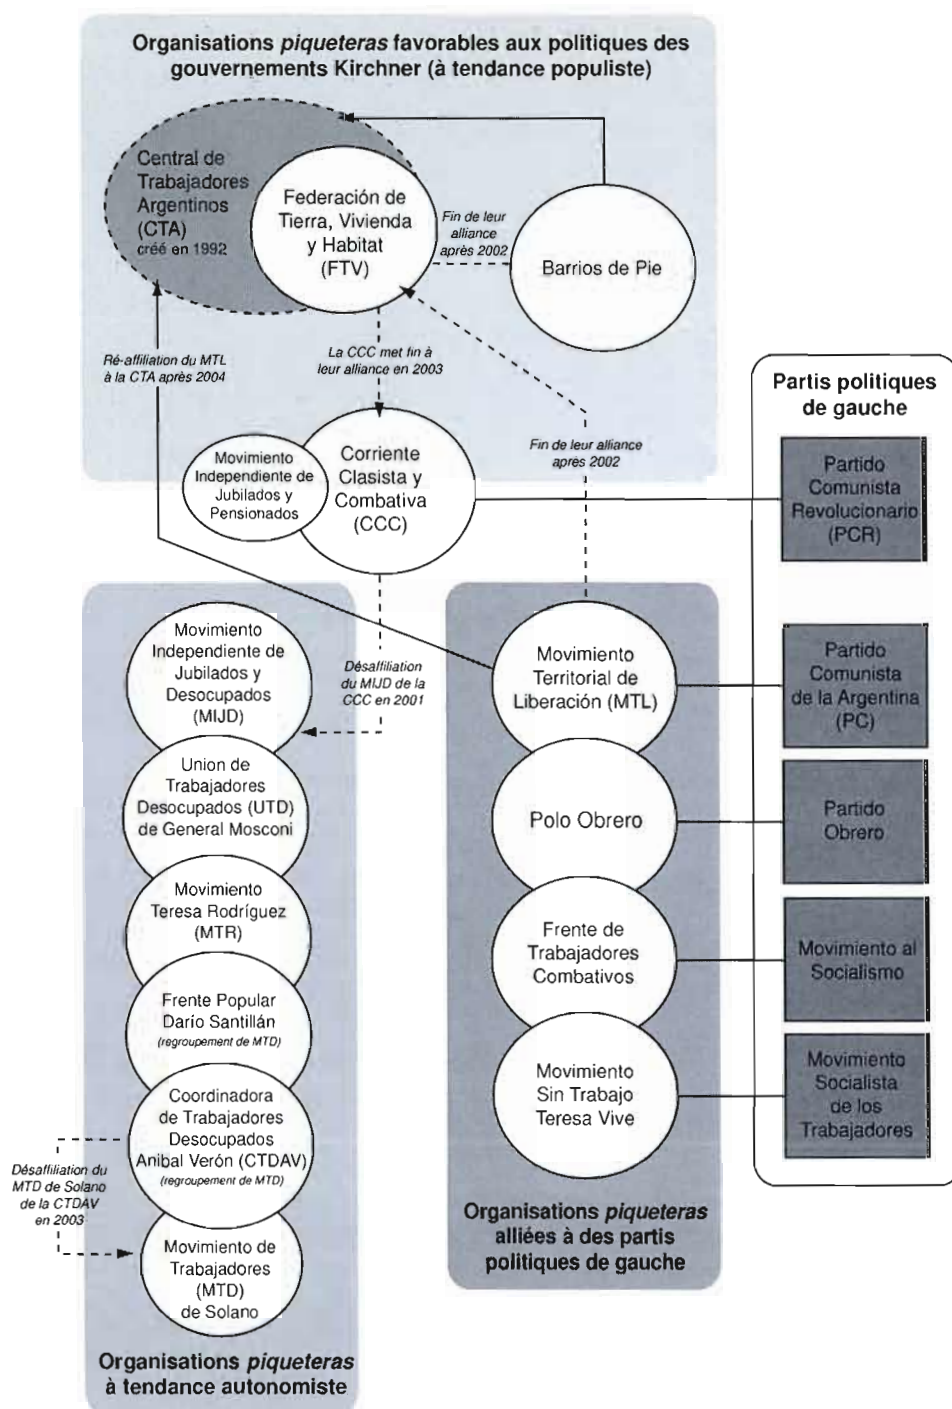 Organisations piqueteras favorables aux politiques des
gouvernements Kirchner (à tendance populiste)
Central de
Trabajadores
Argentinos
(CTA)
créé en 1992
Federación de
Tierra, Vivienda
y Habitat
(FTV)
Fin de leur
alliance
après 2002
Barrios de Pie
Ré-affiliation du MTL
à la CTA après 2004
La CCC met fin à
leur alliance en 2003
Movimiento
Independiente de
Jubilados y
Pensionados
Corriente
Clasista y
Combativa
(CCC)
Fin de leur alliance
après 2002
Partis politiques
de gauche
Partido
Comunista
Revolucionario
(PCR)
Partido
Comunista
de la Argentina
(PC)
Partido
Obrero
Movimiento al
Socialismo
Movimiento
Socialista
de los
Trabajadores
Movimiento
Independiente de
Jubilados y
Desocupados
(MIJD)
Désaffiliation
du MIJD de la
CCC en 2001
Union de
Trabajadores
Desocupados (UTD)
de General Mosconi
Movimiento
Teresa Rodríguez
(MTR)
Frente Popular
Darío Santillán
(regroupement de MTD)
Coordinadora
de Trabajadores
Desocupados
Anibal Verón (CTDAV)
(regroupement de MTD)
Désaffiliation du
MTD de Solano
de la CTDAV
en 2003
Movimiento de
Trabajadores
(MTD)
de Solano
Organisations piqueteras
à tendance autonomiste
Movimiento
Territorial de
Liberación (MTL)
Polo Obrero
Frente de
Trabajadores
Combativos
Movimiento
Sin Trabajo
Teresa Vive
Organisations piqueteras
alliées à des partis
politiques de gauche